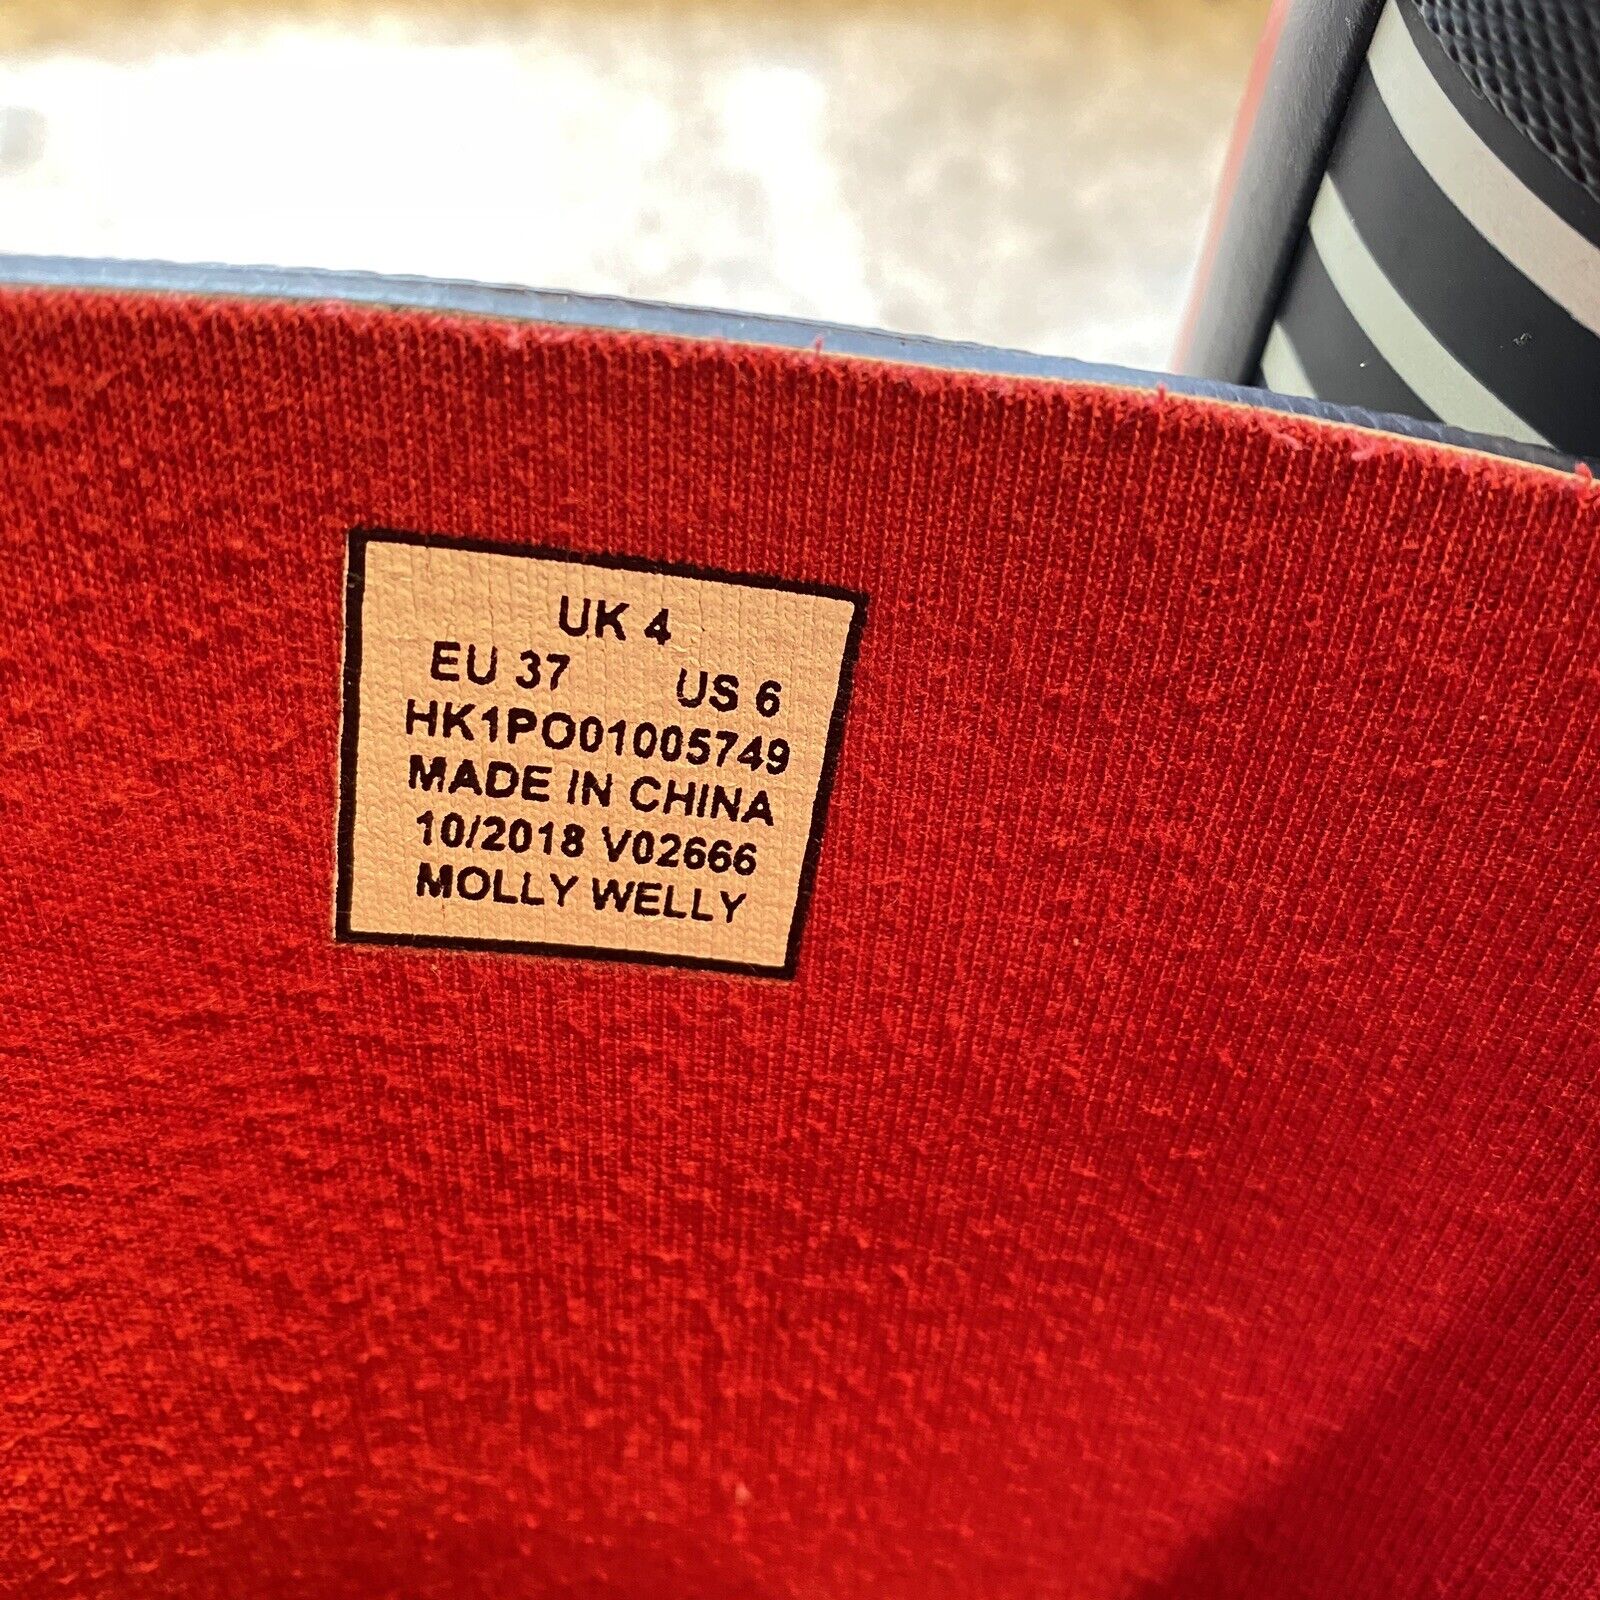 UK 4
EU 37 US 6
HK1PO01005749
MADE IN CHINA
10/2018 V02666
MOLLY WELLY